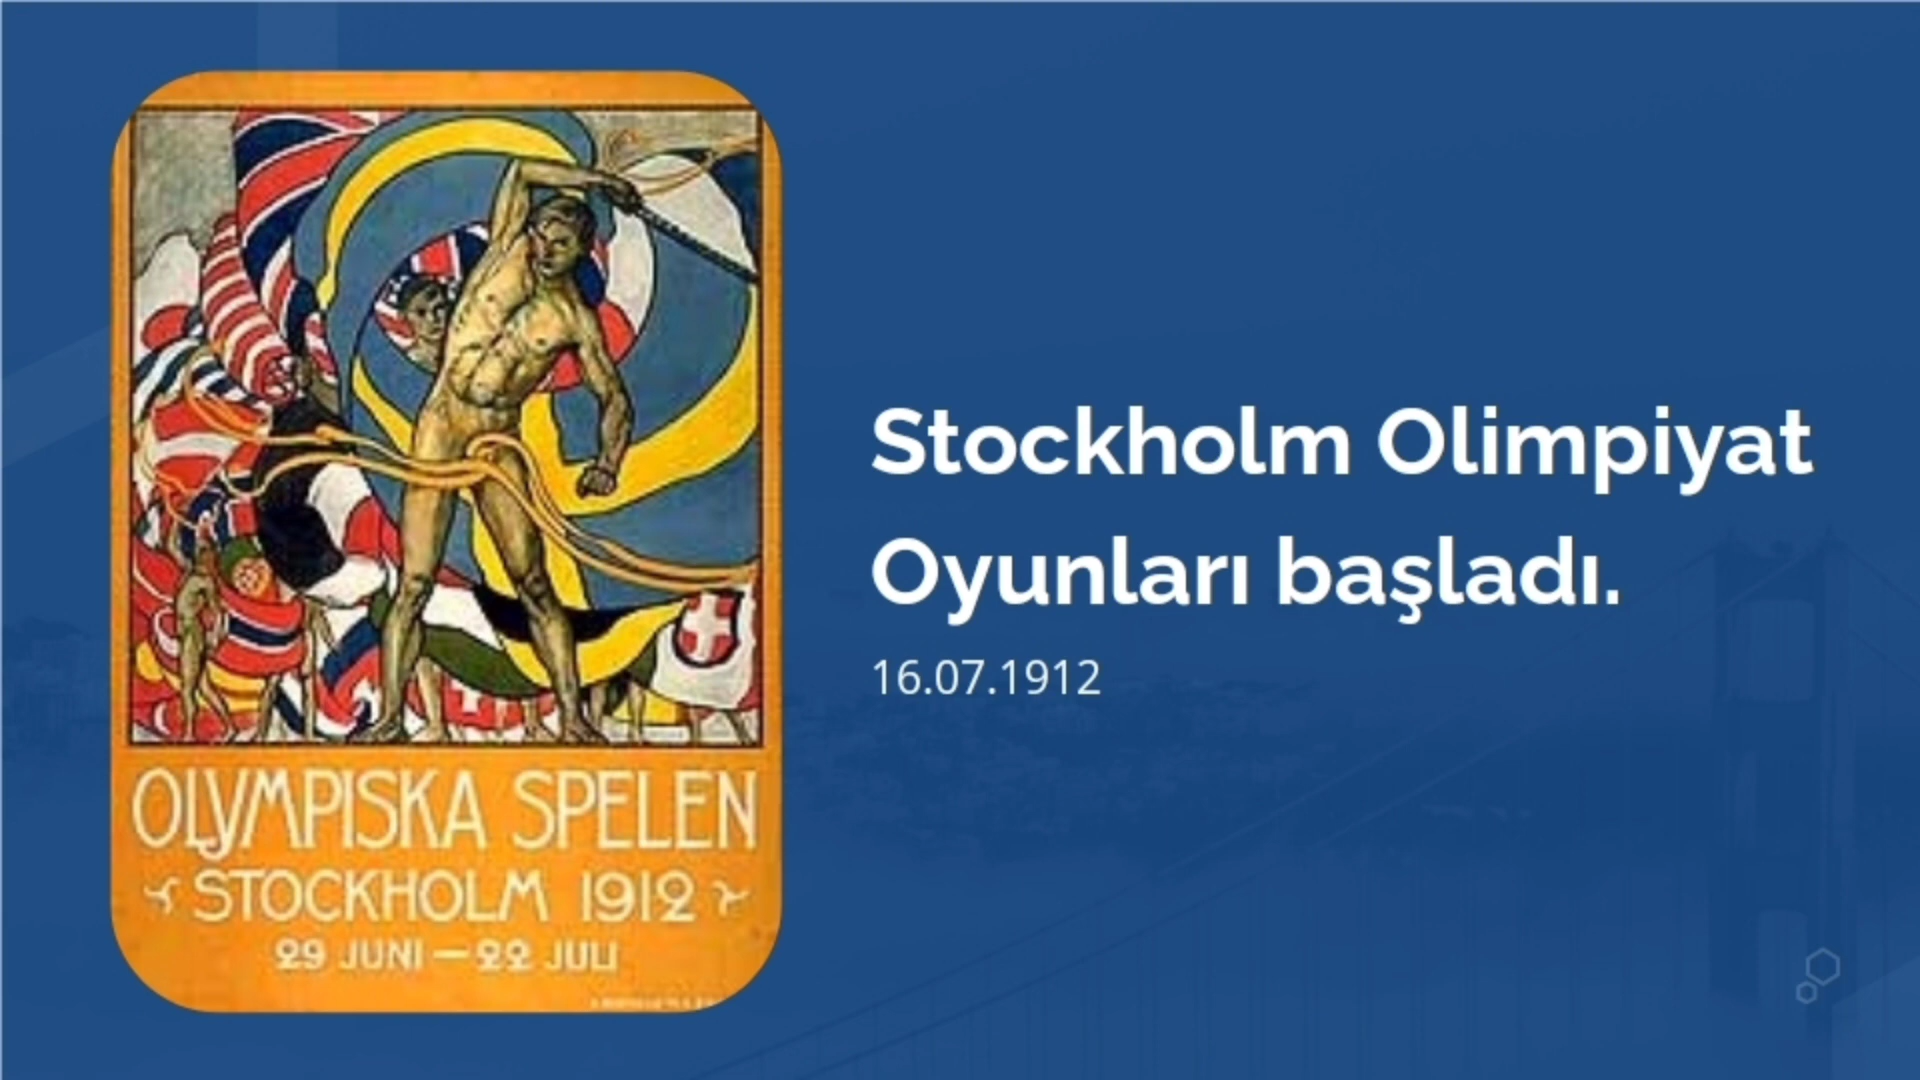 OLYMPISKA SPELEN
STOCKHOLM 1912
29 JUNI — 22 JULI
Stockholm Olimpiyat
Oyunları başladı.
16.07.1912